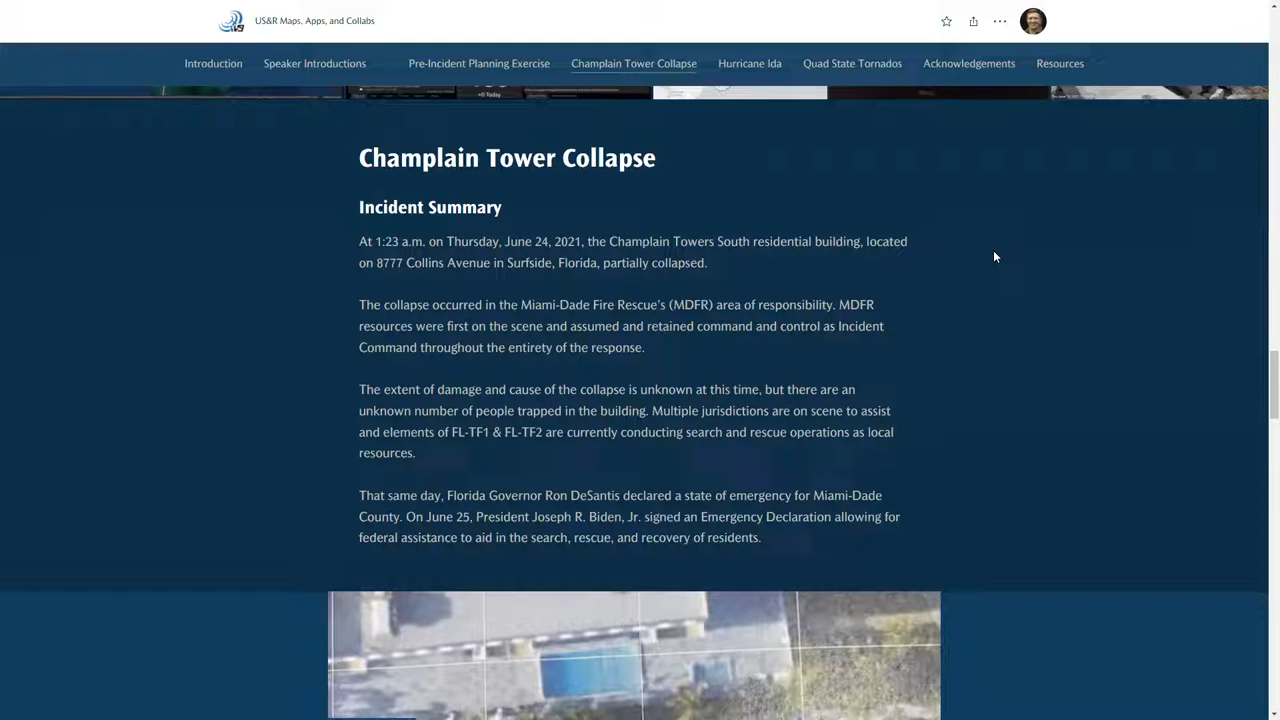 US&R Maps, Apps, and Collabs
Introduction Speaker Introductions Pre-Incident Planning Exercise Champlain Tower Collapse Hurricane Ida Quad State Tornados Acknowledgements Resources
Champlain Tower Collapse
Incident Summary
At 1:23 a.m. on Thursday, June 24, 2021, the Champlain Towers South residential building, located
on 8777 Collins Avenue in Surfside, Florida, partially collapsed.
The collapse occurred in the Miami-Dade Fire Rescue's (MDFR) area of responsibility. MDFR
resources were first on the scene and assumed and retained command and control as Incident
Command throughout the entirety of the response.
The extent of damage and cause of the collapse is unknown at this time, but there are an
unknown number of people trapped in the building. Multiple jurisdictions are on scene to assist
and elements of FL-TF1 & FL-TF2 are currently conducting search and rescue operations as local
resources.
That same day, Florida Governor Ron DeSantis declared a state of emergency for Miami-Dade
County. On June 25, President Joseph R. Biden, Jr. signed an Emergency Declaration allowing for
federal assistance to aid in the search, rescue, and recovery of residents.